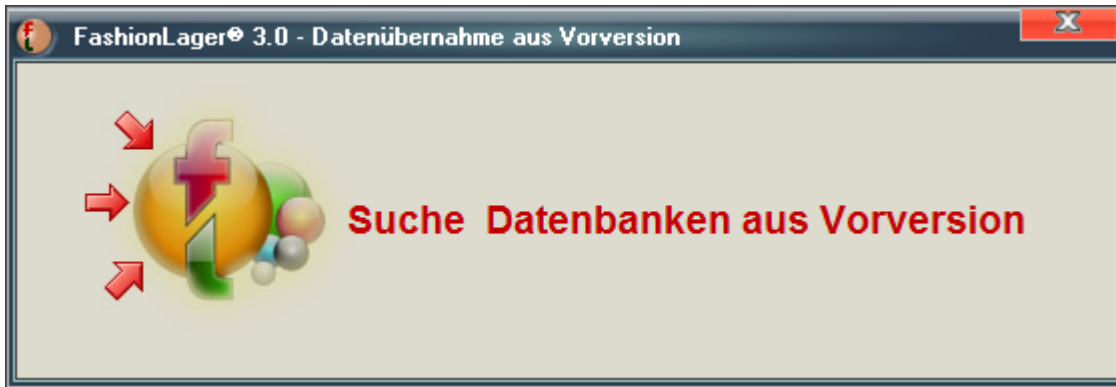 FashionLager® 3.0 - Datenübernahme aus Vorversion
Suche Datenbanken aus Vorversion